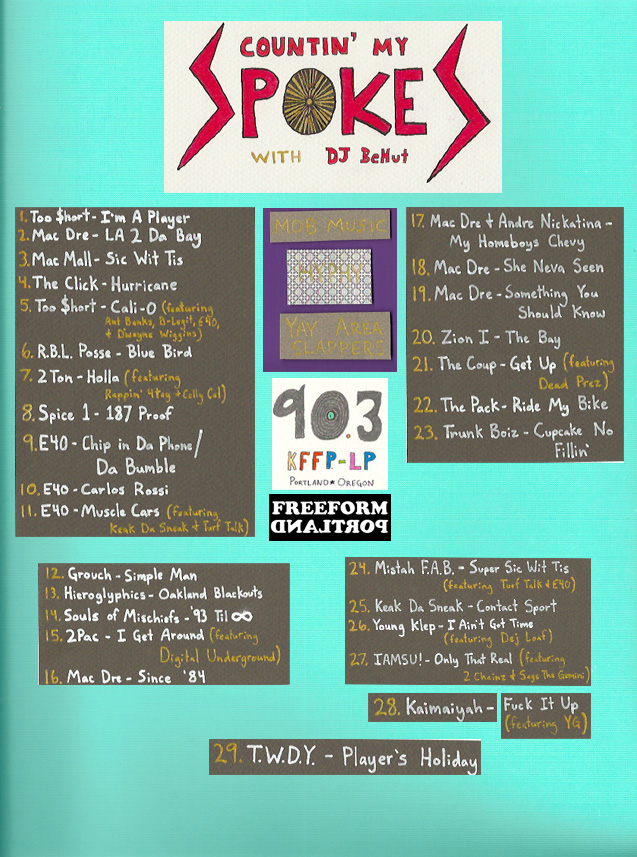 COUNTIN' MY
SPOKES
WITH DJ BeNut
1. Too $hort - I'm A Player
2. Mac Dre - LA 2 Da Bay
3. Mac Mall - Sic Wit Tis
4. The Click - Hurricane
5. Too $hort - Cali-O (featuring
Ant Banks, B-Legit, E40,
& Dwayne Wiggins)
6. R.B.L. Posse - Blue Bird
7. 2 Ton - Holla (featuring
Rappin' 4tay & Celly Cel)
8. Spice 1 - 187 Proof
9. E40 - Chip in Da Phone/
Da Bumble
10. E40 - Carlos Rossi
11. E40 - Muscle Cars (featuring
Keak Da Sneak & Turf Talk)
MOB MUSIC
HYPHY
YAY AREA
SLAPPERS
90.3
KFFP-LP
PORTLAND★OREGON
FREEFORM
PORTLAND
17. Mac Dre & Andre Nickatina -
My Homeboys Chevy
18. Mac Dre - She Neva Seen
19. Mac Dre - Something You
Should Know
20. Zion I - The Bay
21. The Coup - Get Up (featuring
Dead Prez)
22. The Pack - Ride My Bike
23. Trunk Boiz - Cupcake No
Fillin'
12. Grouch - Simple Man
13. Hieroglyphics - Oakland Blackouts
14. Souls of Mischiefs - '93 Til ∞
15. 2Pac - I Get Around (featuring
Digital Underground)
16. Mac Dre - Since '84
24. Mistah F.A.B. - Super Sic Wit Tis
(featuring Turf Talk & E40)
25. Keak Da Sneak - Contact Sport
26. Young Klep - I Ain't Got Time
(featuring Dej Loaf)
27. IAMSU! - Only That Real (featuring
2 Chainz & Sage The Gemini)
28. Kaimaiyah - Fuck It Up
(featuring YG)
29. T.W.D.Y. - Player's Holiday